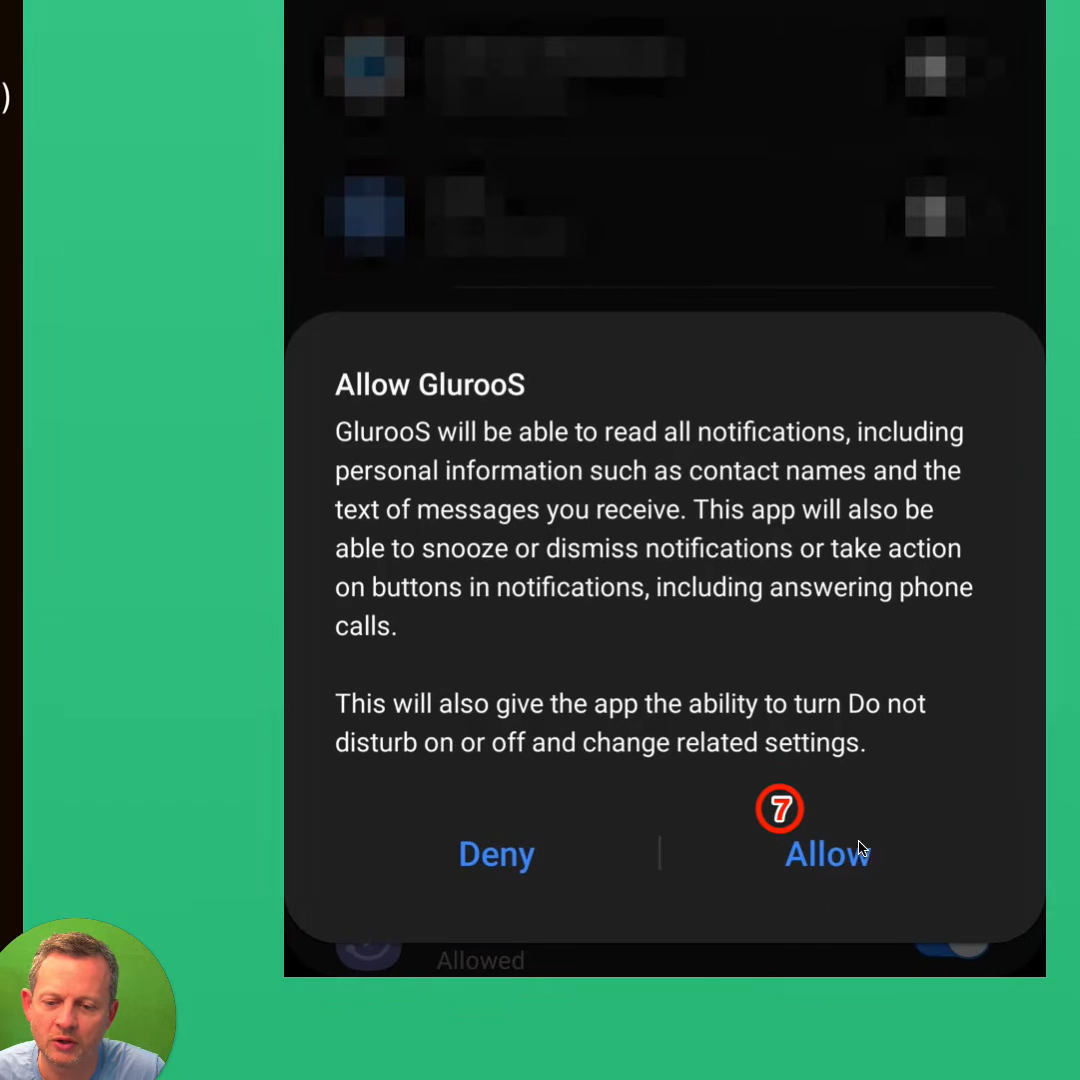 )
Allow GlurooS
GlurooS will be able to read all notifications, including
personal information such as contact names and the
text of messages you receive. This app will also be
able to snooze or dismiss notifications or take action
on buttons in notifications, including answering phone
calls.
This will also give the app the ability to turn Do not
disturb on or off and change related settings.
7
Deny
Allow
Allowed